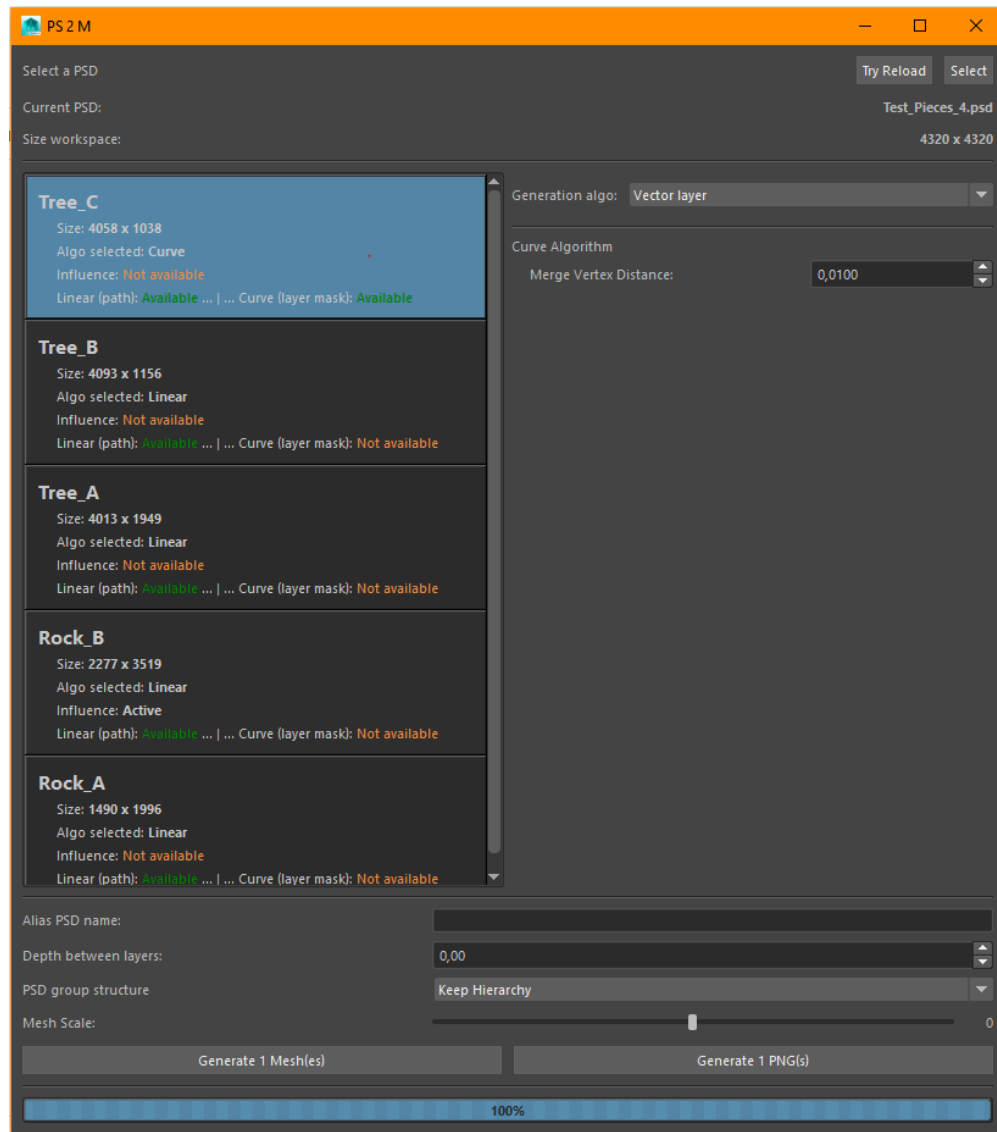 PS 2 M
Select a PSD
Try Reload
Select
Current PSD:
Test_Pieces_4.psd
Size workspace:
4320 x 4320
Tree_C
Size: 4058 x 1038
Algo selected: Curve
Influence: Not available
Linear (path): Available ... | ... Curve (layer mask): Available
Tree_B
Size: 4093 x 1156
Algo selected: Linear
Influence: Not available
Linear (path): Available ... | ... Curve (layer mask): Not available
Tree_A
Size: 4013 x 1949
Algo selected: Linear
Influence: Not available
Linear (path): Available ... | ... Curve (layer mask): Not available
Rock_B
Size: 2277 x 3519
Algo selected: Linear
Influence: Active
Linear (path): Available ... | ... Curve (layer mask): Not available
Rock_A
Size: 1490 x 1996
Algo selected: Linear
Influence: Not available
Linear (path): Available ... | ... Curve (layer mask): Not available
Generation algo: Vector layer
Curve Algorithm
Merge Vertex Distance: 0,0100
Alias PSD name:
Depth between layers: 0,00
PSD group structure Keep Hierarchy
Mesh Scale: 0
Generate 1 Mesh(es)
Generate 1 PNG(s)
100%